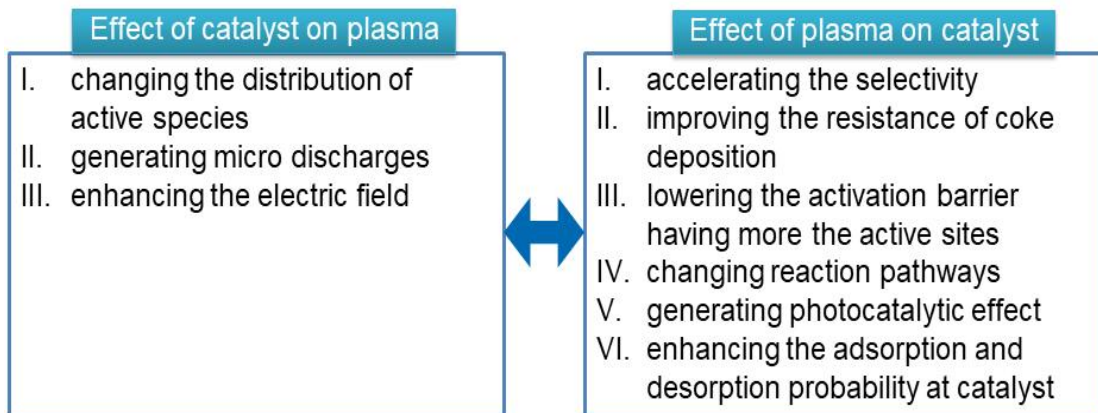 Effect of catalyst on plasma
I. changing the distribution of
active species
II. generating micro discharges
III. enhancing the electric field
Effect of plasma on catalyst
I. accelerating the selectivity
II. improving the resistance of coke
deposition
III. lowering the activation barrier
having more the active sites
IV. changing reaction pathways
V. generating photocatalytic effect
VI. enhancing the adsorption and
desorption probability at catalyst